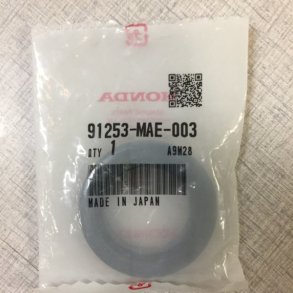 HONDA
91253-MAE-003
QTY 1 A9M28
MADE IN JAPAN